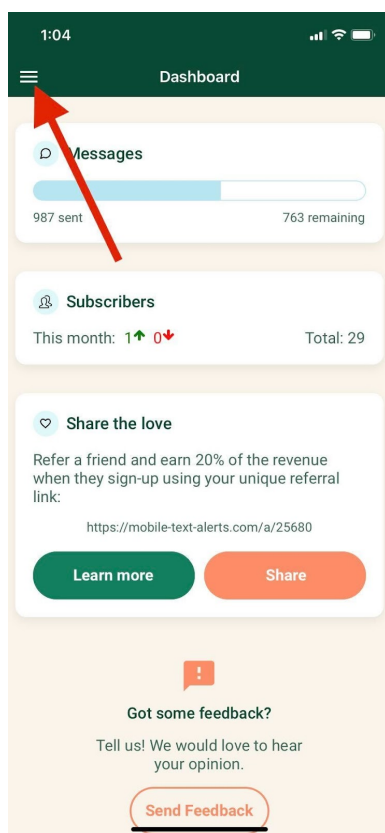 1:04
Dashboard
Messages
987 sent 763 remaining
Subscribers
This month: 1 0 Total: 29
Share the love
Refer a friend and earn 20% of the revenue
when they sign-up using your unique referral
link:
https://mobile-text-alerts.com/a/25680
Learn more Share
Got some feedback?
Tell us! We would love to hear
your opinion.
Send Feedback